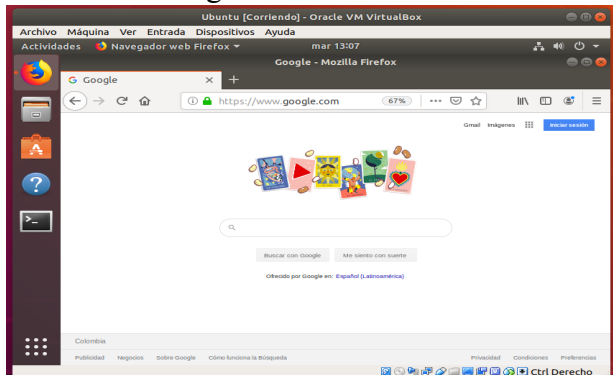 Ubuntu [Corriendo] - Oracle VM VirtualBox
Archivo Máquina Ver Entrada Dispositivos Ayuda
Actividades Navegador web Firefox mar 13:07
Google - Mozilla Firefox
G Google
https://www.google.com 67%
Gmail Imágenes Iniciar sesión
Buscar con Google Me siento con suerte
Ofrecido por Google en: Español (Latinoamérica)
Colombia
Publicidad Negocios Sobre Google Cómo funciona la Búsqueda Privacidad Condiciones Preferencias
Ctrl Derecho